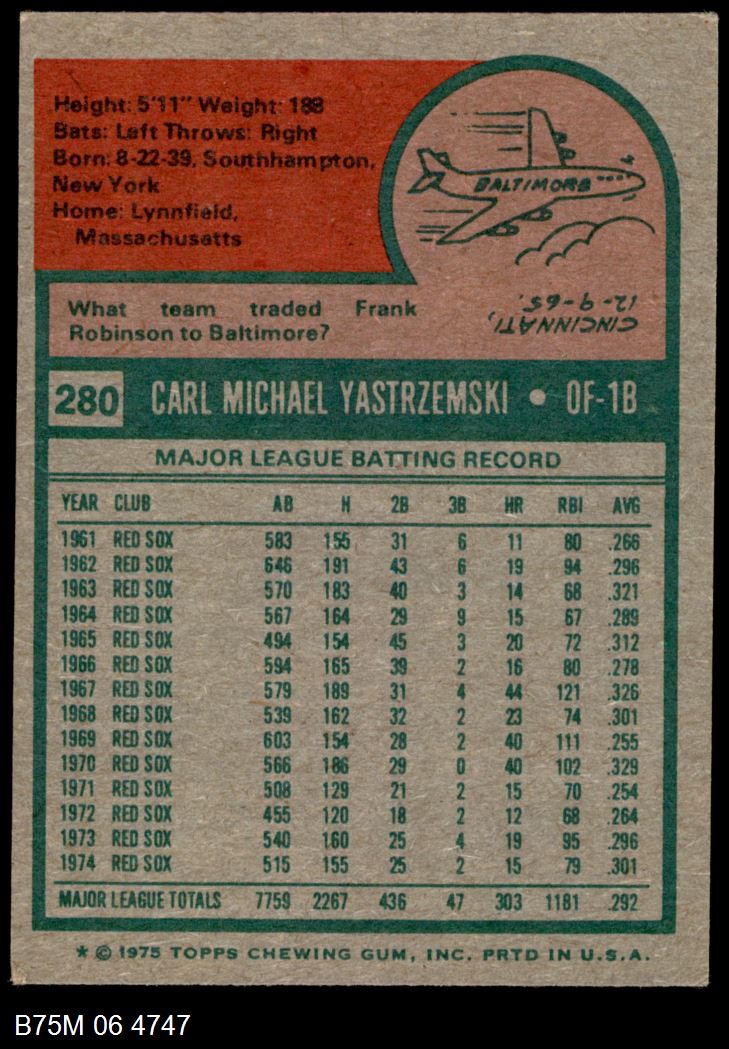 Height: 5'11" Weight: 188
Bats: Left Throws: Right
Born: 8-22-39, Southhampton,
New York
Home: Lynnfield,
Massachusetts
BALTIMORE
What team traded Frank
Robinson to Baltimore?
CINCINNATI,
12-9-65.
280 CARL MICHAEL YASTRZEMSKI • OF-1B
MAJOR LEAGUE BATTING RECORD
YEAR CLUB AB H 2B 3B HR RBI AVG
1961 RED SOX 583 155 31 6 11 80 .266
1962 RED SOX 646 191 43 6 19 94 .296
1963 RED SOX 570 183 40 3 14 68 .321
1964 RED SOX 567 164 29 9 15 67 .289
1965 RED SOX 494 154 45 3 20 72 .312
1966 RED SOX 594 165 39 2 16 80 .278
1967 RED SOX 579 189 31 4 44 121 .326
1968 RED SOX 539 162 32 2 23 74 .301
1969 RED SOX 603 154 28 2 40 111 .255
1970 RED SOX 566 186 29 0 40 102 .329
1971 RED SOX 508 129 21 2 15 70 .254
1972 RED SOX 455 120 18 2 12 68 .264
1973 RED SOX 540 160 25 4 19 95 .296
1974 RED SOX 515 155 25 2 15 79 .301
MAJOR LEAGUE TOTALS 7759 2267 436 47 303 1181 .292
* © 1975 TOPPS CHEWING GUM, INC. PRTD IN U.S.A.
B75M 06 4747